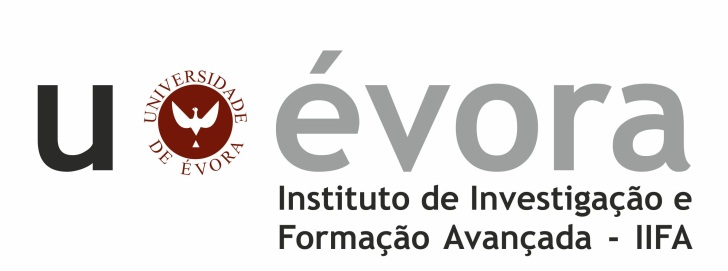 u évora
UNIVERSIDADE
DE ÉVORA
Instituto de Investigação e
Formação Avançada - IIFA